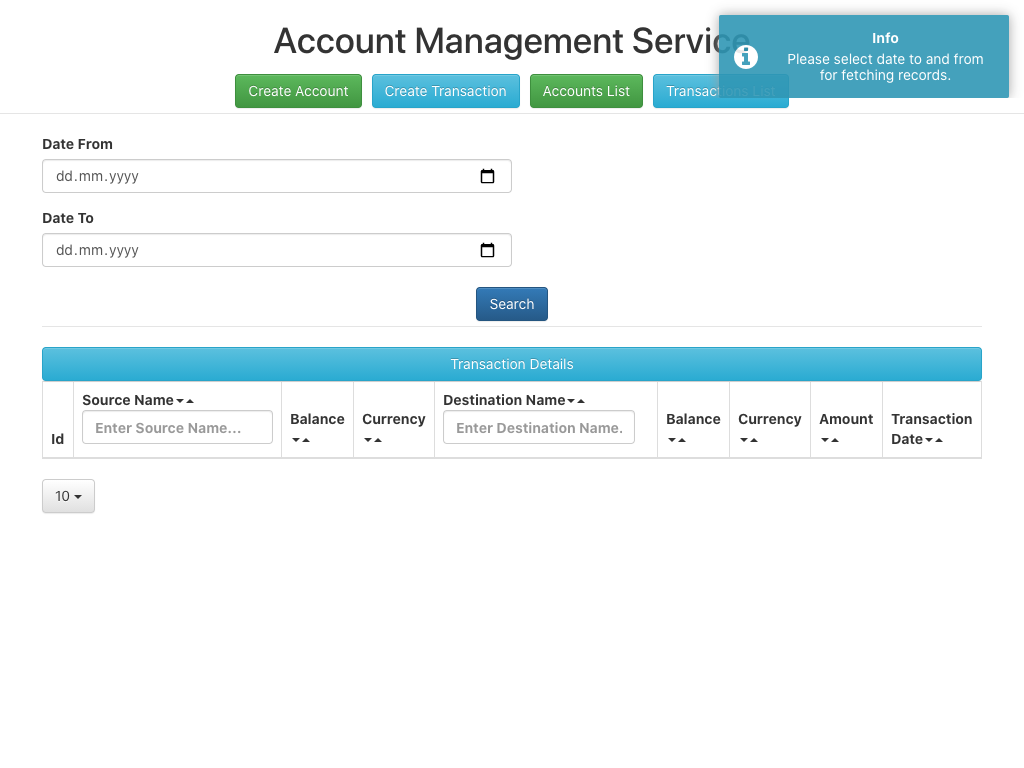 Account Management Service
Info
Please select date to and from
for fetching records.
Create Account
Create Transaction
Accounts List
Transactions List
Date From
dd.mm.yyyy
Date To
dd.mm.yyyy
Search
Transaction Details
Id
Source Name
Enter Source Name...
Balance
Currency
Destination Name
Enter Destination Name.
Balance
Currency
Amount
Transaction
Date
10